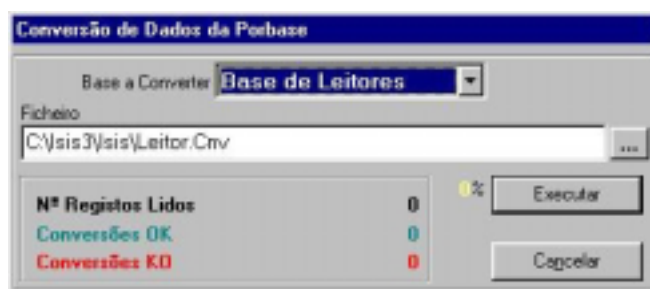 Conversão de Dados da Porbase
Base a Converter Base de Leitores
Ficheiro
C:\Isis3\Isis\Leitor.Cnv ...
Nº Registos Lidos 0 0% Executar
Conversões OK 0
Conversões KO 0 Cancelar